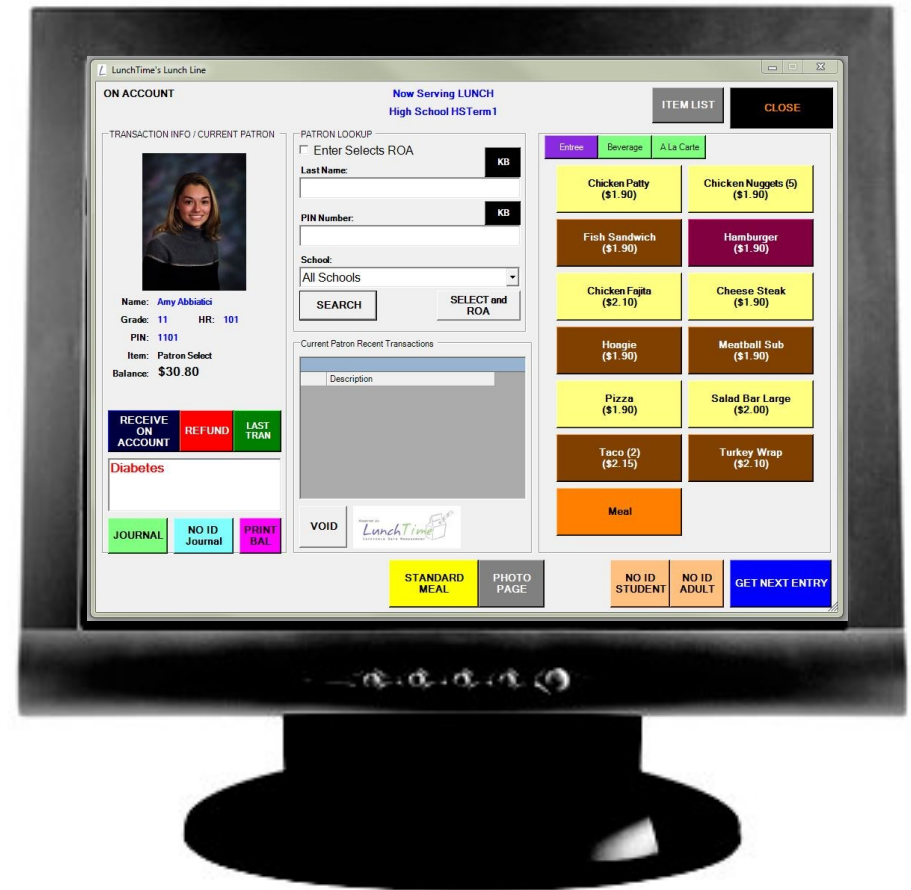 LunchTime's Lunch Line
ON ACCOUNT
Now Serving LUNCH
High School HSTerm1
ITEM LIST
CLOSE
TRANSACTION INFO / CURRENT PATRON
Name: Amy Abbiatici
Grade: 11 HR: 101
PIN: 1101
Item: Patron Select
Balance: $30.80
RECEIVE
ON
ACCOUNT
REFUND
LAST
TRAN
Diabetes
JOURNAL
NO ID
Journal
PRINT
BAL
PATRON LOOKUP
Enter Selects ROA
KB
Last Name:
KB
PIN Number:
School:
All Schools
SEARCH
SELECT and
ROA
Current Patron Recent Transactions
Description
VOID
LunchTime
Entree
Beverage
A La Carte
Chicken Patty
($1.90)
Chicken Nuggets (5)
($1.90)
Fish Sandwich
($1.90)
Hamburger
($1.90)
Chicken Fajita
($2.10)
Cheese Steak
($1.90)
Hoagie
($1.90)
Meatball Sub
($1.90)
Pizza
($1.90)
Salad Bar Large
($2.00)
Taco (2)
($2.15)
Turkey Wrap
($2.10)
Meal
STANDARD
MEAL
PHOTO
PAGE
NO ID
STUDENT
NO ID
ADULT
GET NEXT ENTRY